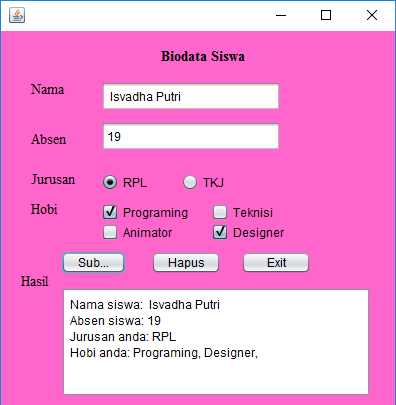 Biodata Siswa
Nama
Isvadha Putri
Absen
19
Jurusan
RPL
TKJ
Hobi
Programing
Teknisi
Animator
Designer
Sub...
Hapus
Exit
Hasil
Nama siswa:  Isvadha Putri
Absen siswa: 19
Jurusan anda: RPL
Hobi anda: Programing, Designer,